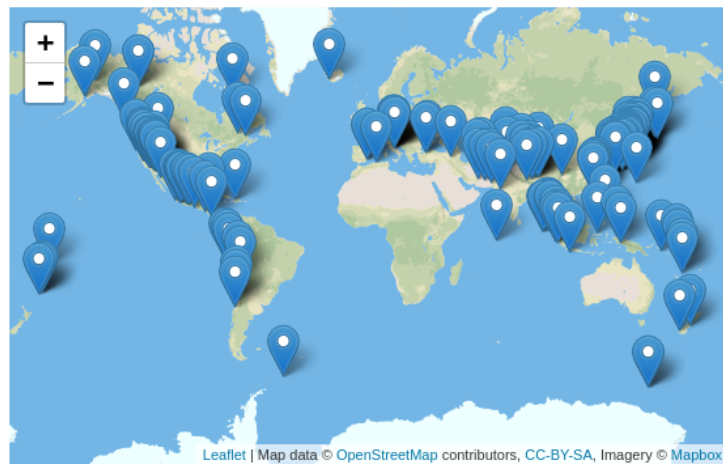 +
−
Leaflet | Map data © OpenStreetMap contributors, CC-BY-SA, Imagery © Mapbox